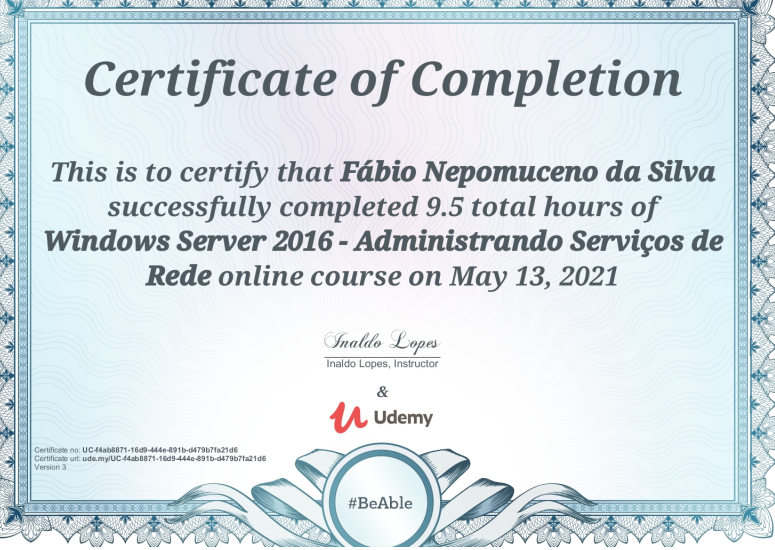 Certificate of Completion
This is to certify that Fábio Nepomuceno da Silva
successfully completed 9.5 total hours of
Windows Server 2016 - Administrando Serviços de
Rede online course on May 13, 2021
Inaldo Lopes
Inaldo Lopes, Instructor
&
Udemy
Certificate no: UC-f4ab8871-16d9-444e-891b-d479b7fa21d6
Certificate url: ude.my/UC-f4ab8871-16d9-444e-891b-d479b7fa21d6
Version 3
#BeAble